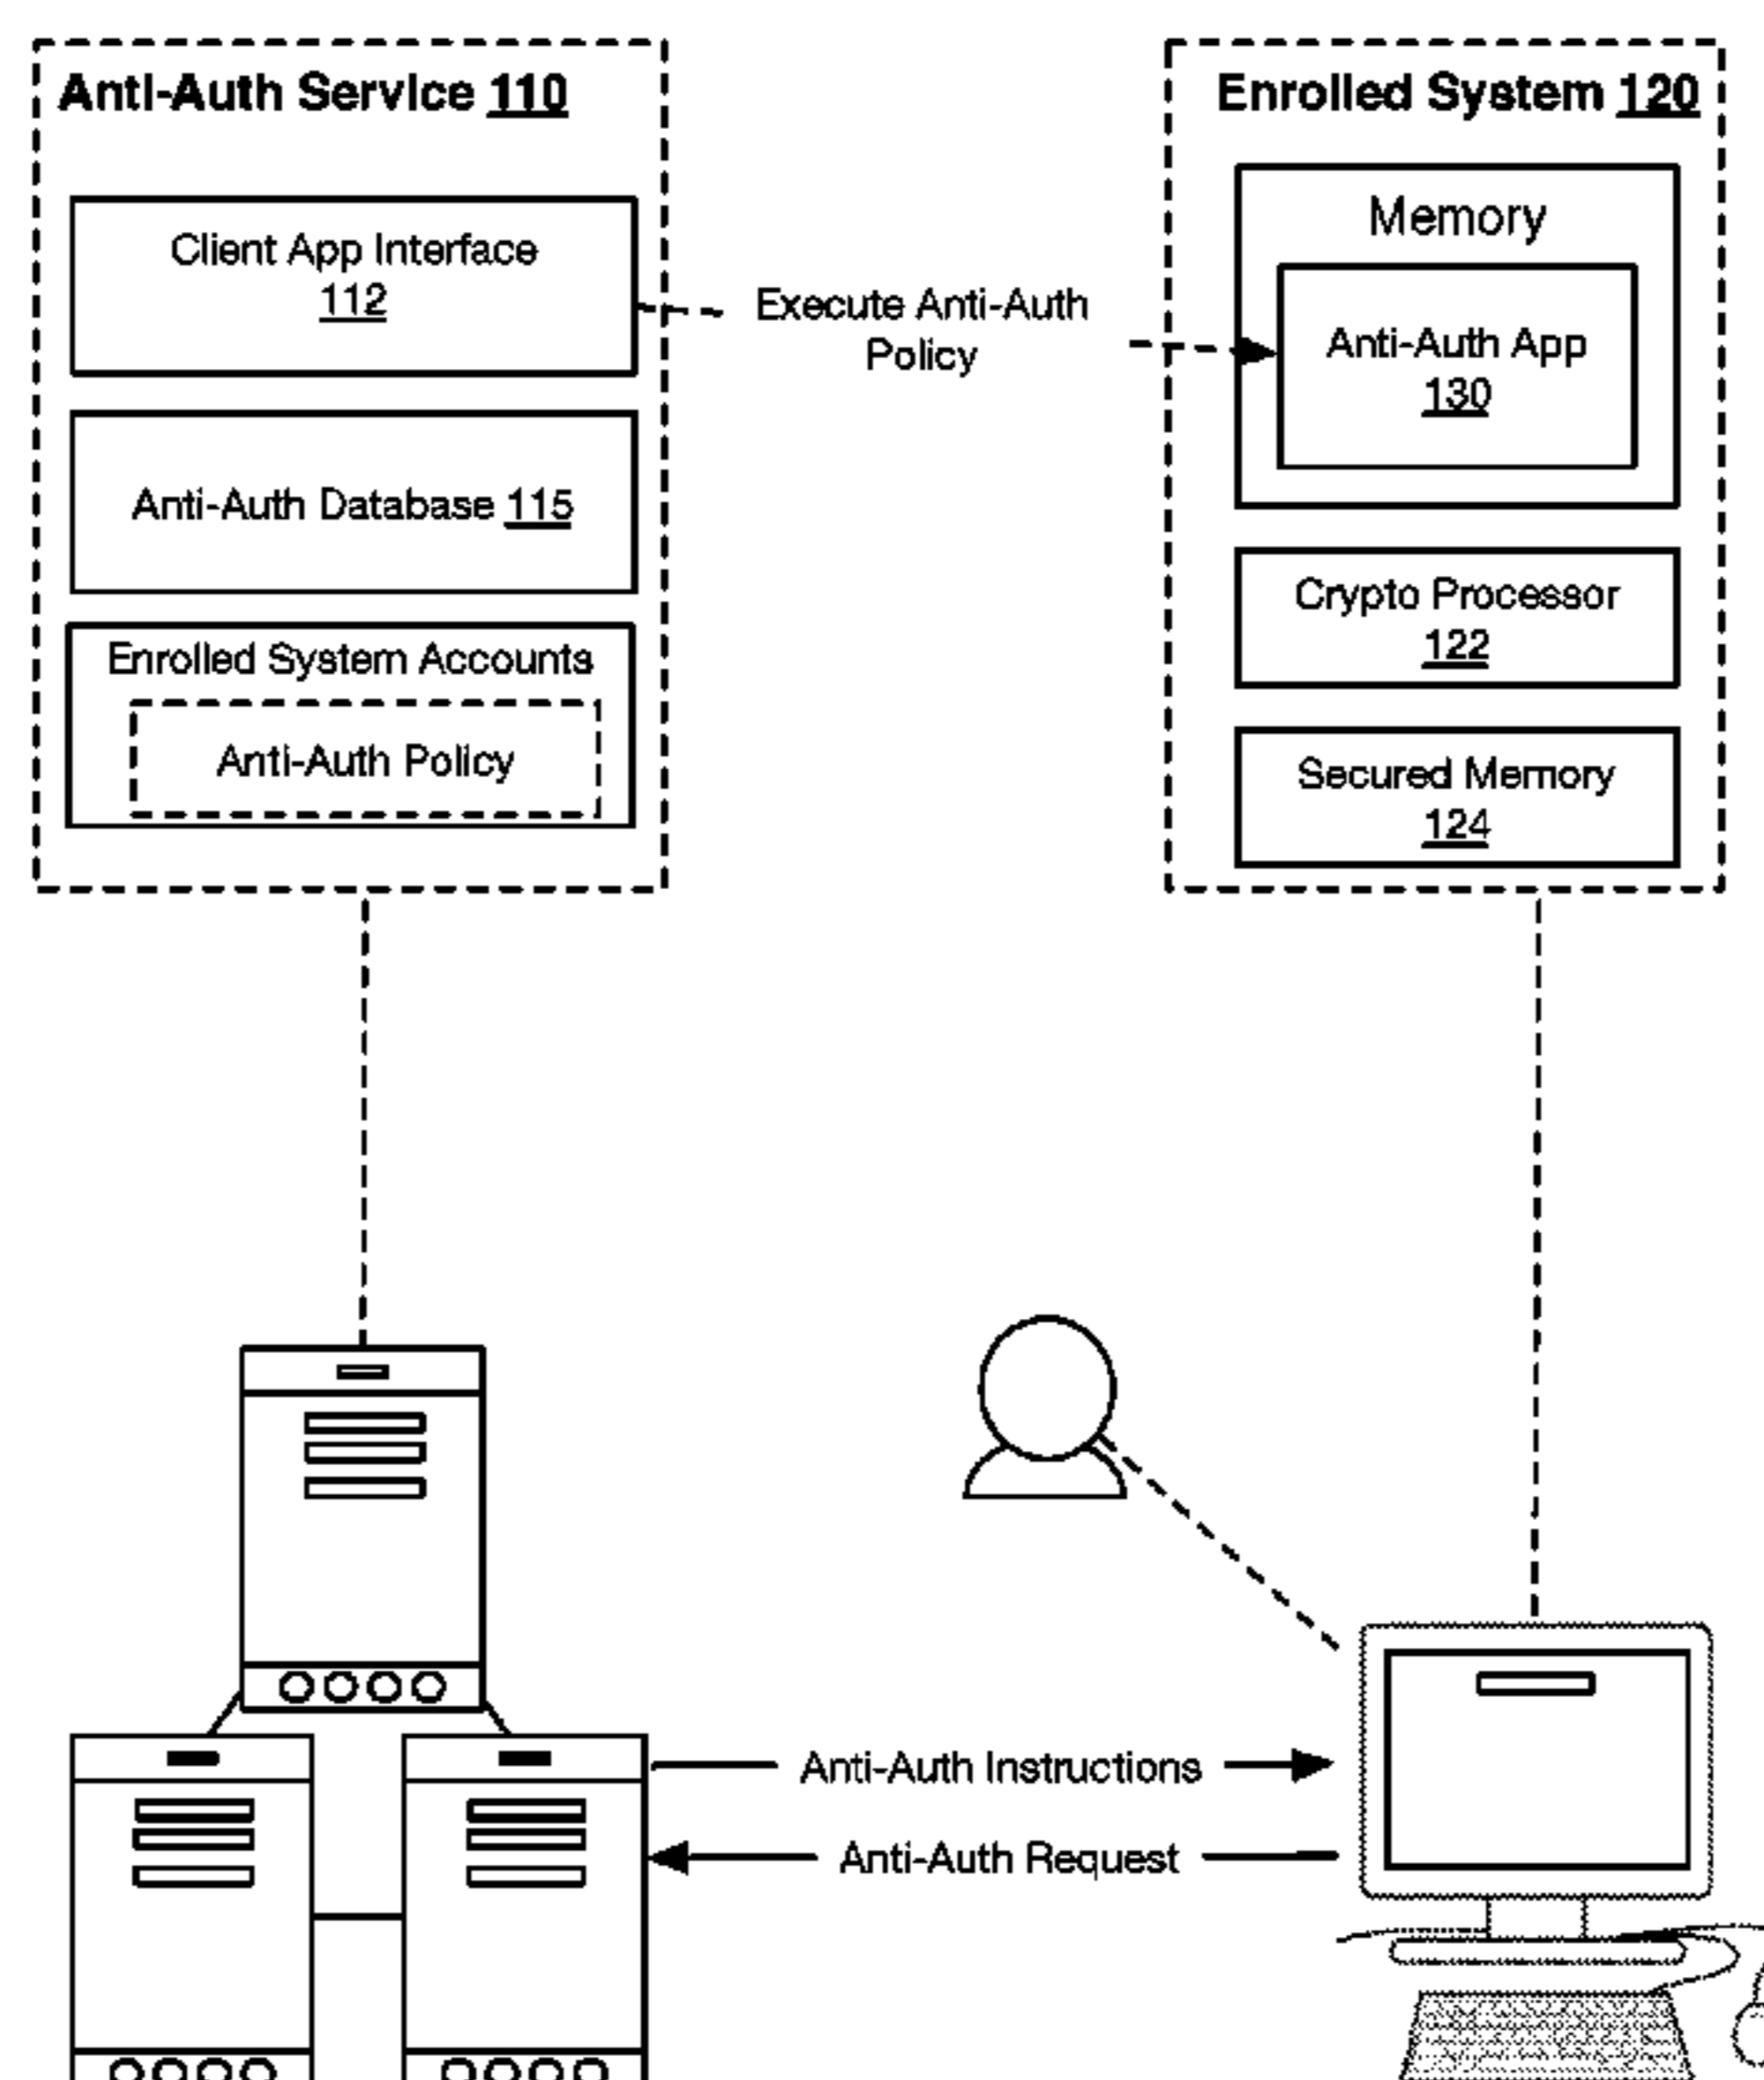 Anti-Auth Service 110
Client App Interface
112
Anti-Auth Database 115
Enrolled System Accounts
Anti-Auth Policy
Execute Anti-Auth
Policy
Enrolled System 120
Memory
Anti-Auth App
130
Crypto Processor
122
Secured Memory
124
Anti-Auth Instructions
Anti-Auth Request